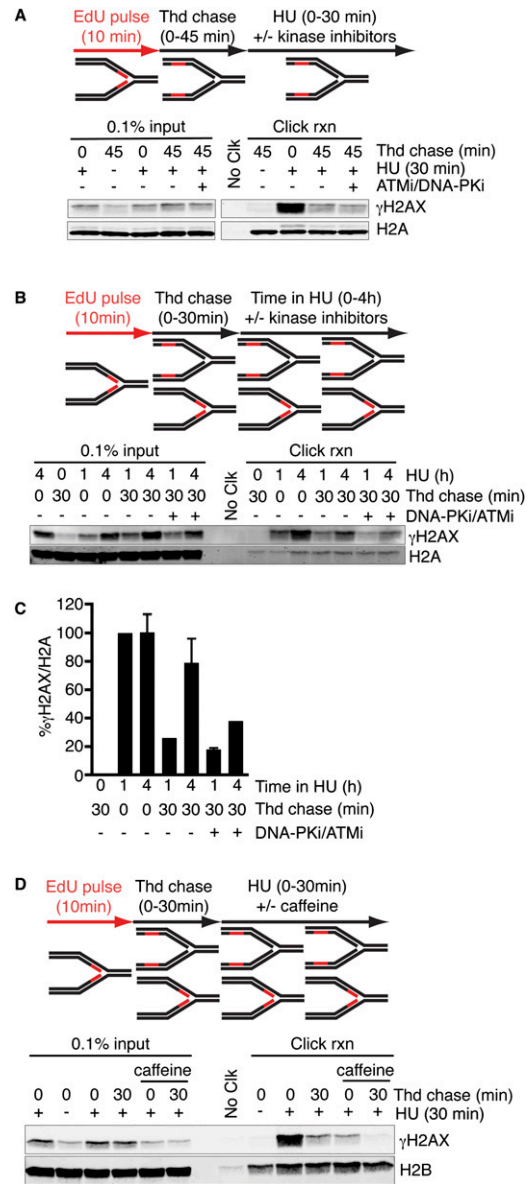 A
EdU pulse (10 min)
Thd chase (0-45 min)
HU (0-30 min) +/- kinase inhibitors
0.1% input
No Clk
Click rxn
0 45 0 45 45 45 0 45 45 Thd chase (min)
+ - + + + + + + + HU (30 min)
- - - - + - - - + ATMi/DNA-PKi
γH2AX
H2A
B
EdU pulse (10min)
Thd chase (0-30min)
Time in HU (0-4h) +/- kinase inhibitors
0.1% input
No Clk
Click rxn
4 0 1 4 1 4 1 4 0 1 4 1 4 1 4 HU (h)
0 30 0 0 30 30 30 30 30 0 0 30 30 30 30 Thd chase (min)
- - - - - - + + - - - - - + + DNA-PKi/ATMi
γH2AX
H2A
C
%γH2AX/H2A
120
100
80
60
40
20
0
0 1 4 1 4 1 4 Time in HU (h)
30 0 0 30 30 30 30 Thd chase (min)
- - - - - + + DNA-PKi/ATMi
D
EdU pulse (10min)
Thd chase (0-30min)
HU (0-30min) +/- caffeine
0.1% input
No Clk
Click rxn
caffeine
caffeine
0 0 0 30 0 30 0 0 30 0 30 Thd chase (min)
+ - + + + + - + + + + HU (30 min)
γH2AX
H2B